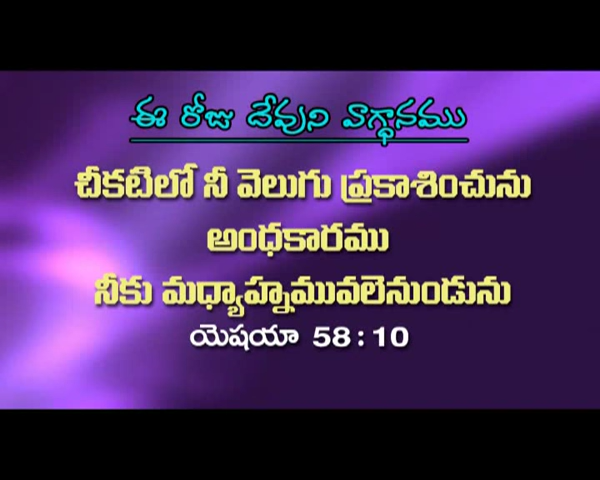 ఈ రోజు దేవుని వాగ్ధానము
చీకటిలో నీ వెలుగు ప్రకాశించును
అంధకారము
నీకు మధ్యాహ్నమువలెనుండును
యెషయా 58 : 10